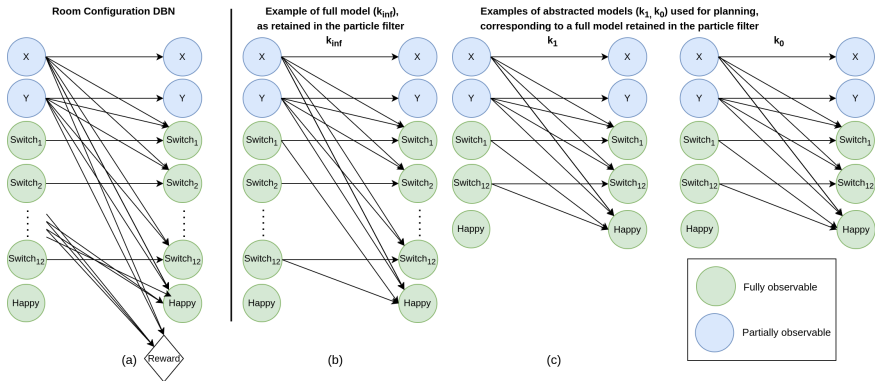 Room Configuration DBN
X
X
Y
Y
Switch1
Switch1
Switch2
Switch2
Switch12
Switch12
Happy
Happy
Reward
(a)
Example of full model (kinf),
as retained in the particle filter
kinf
X
X
Y
Y
Switch1
Switch1
Switch2
Switch2
Switch12
Switch12
Happy
Happy
(b)
Examples of abstracted models (k1, k0) used for planning,
corresponding to a full model retained in the particle filter
k1
X
X
Y
Y
Switch1
Switch1
Switch12
Switch12
Happy
Happy
(c)
k0
X
X
Y
Y
Switch1
Switch1
Switch12
Switch12
Happy
Happy
Fully observable
Partially observable